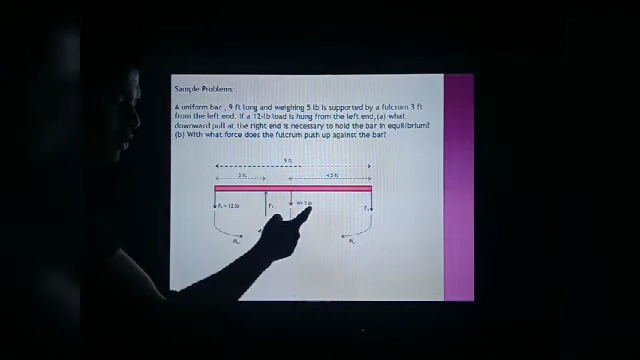 Sample Problems:
A uniform bar , 9 ft long and weighing 5 lb is supported by a fulcrum 3 ft
from the left end. If a 12-lb load is hung from the left end,(a) what
downward pull at the right end is necessary to hold the bar in equilibrium?
(b) With what force does the fulcrum push up against the bar?
9 ft
3 ft
4.5 ft
= 12 lb
W= 5 lb